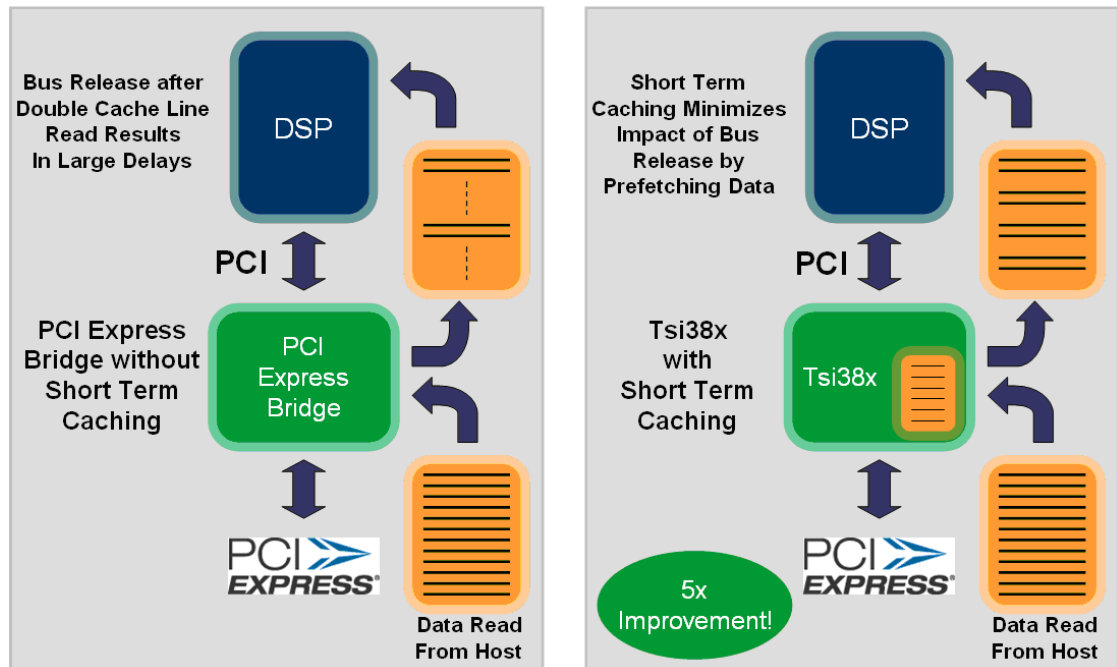 Bus Release after
Double Cache Line
Read Results
In Large Delays
DSP
PCI
PCI Express
Bridge without
Short Term
Caching
PCI
Express
Bridge
PCI
EXPRESS®
Data Read
From Host
Short Term
Caching Minimizes
Impact of Bus
Release by
Prefetching Data
DSP
PCI
Tsi38x
with
Short Term
Caching
Tsi38x
PCI
EXPRESS®
5x
Improvement!
Data Read
From Host